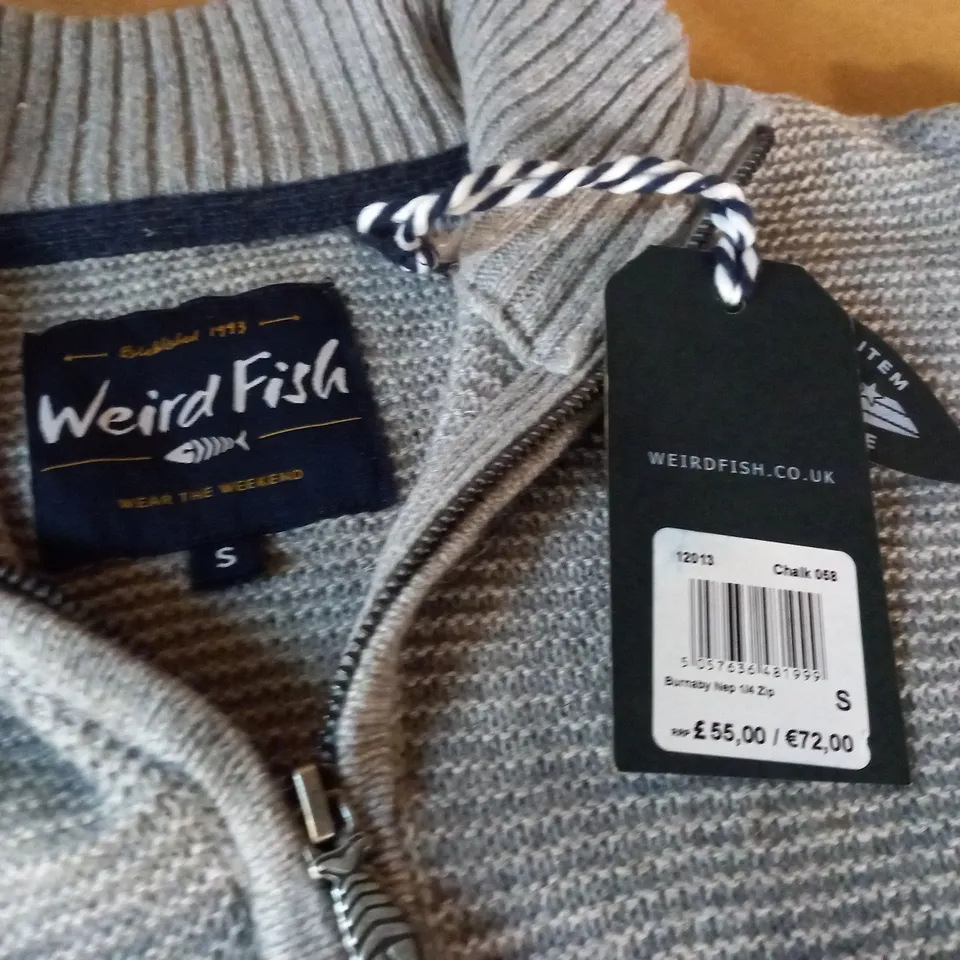 Established 1993
Weird Fish
WEAR THE WEEKEND
S
ITEM
E
WEIRDFISH.CO.UK
12013 Chalk 058
5 057636 481999
Burnaby Nep 1/4 Zip
S
RRP £55,00 / €72,00